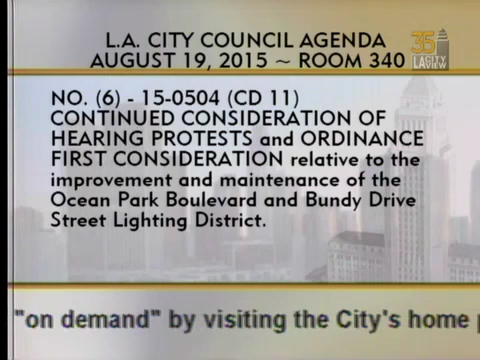 L.A. CITY COUNCIL AGENDA
AUGUST 19, 2015 ~ ROOM 340
35
LA CITY
VIEW
NO. (6) - 15-0504 (CD 11)
CONTINUED CONSIDERATION OF
HEARING PROTESTS and ORDINANCE
FIRST CONSIDERATION relative to the
improvement and maintenance of the
Ocean Park Boulevard and Bundy Drive
Street Lighting District.
"on demand" by visiting the City's home p